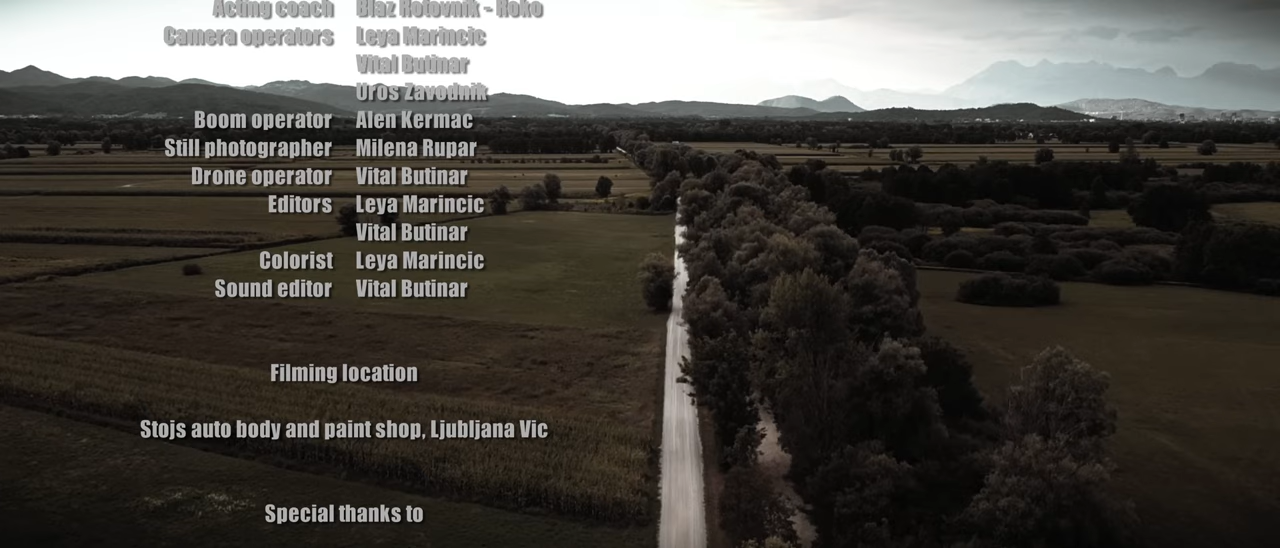 Acting coach Blaz Rotovnik - Roko
Camera operators Leya Marincic
Vital Butinar
Uros Zavodnik
Boom operator Alen Kermac
Still photographer Milena Rupar
Drone operator Vital Butinar
Editors Leya Marincic
Vital Butinar
Colorist Leya Marincic
Sound editor Vital Butinar
Filming location
Stojs auto body and paint shop, Ljubljana Vic
Special thanks to